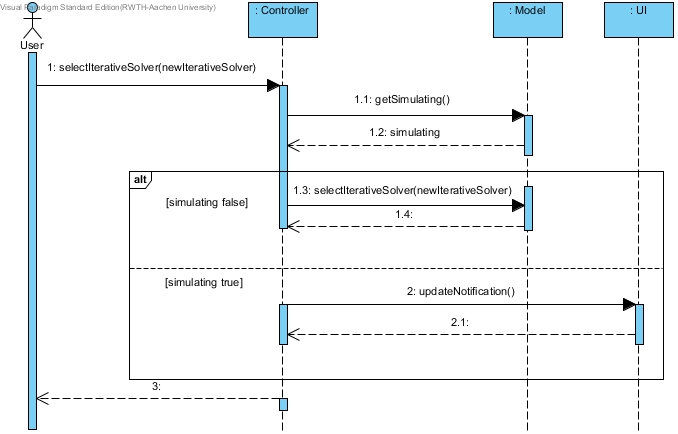 Visual Paradigm Standard Edition(RWTH-Aachen University)
: Controller
: Model
: UI
User
1: selectIterativeSolver(newIterativeSolver)
1.1: getSimulating()
1.2: simulating
alt
1.3: selectIterativeSolver(newIterativeSolver)
[simulating false]
1.4:
[simulating true]
2: updateNotification()
2.1:
3: